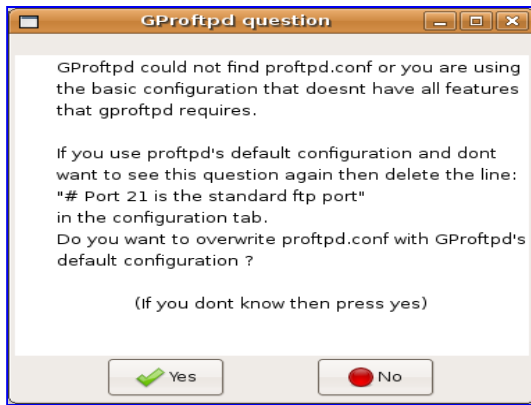 GProftpd question
GProftpd could not find proftpd.conf or you are using
the basic configuration that doesnt have all features
that gproftpd requires.
If you use proftpd's default configuration and dont
want to see this question again then delete the line:
"# Port 21 is the standard ftp port"
in the configuration tab.
Do you want to overwrite proftpd.conf with GProftpd's
default configuration ?
(If you dont know then press yes)
Yes
No